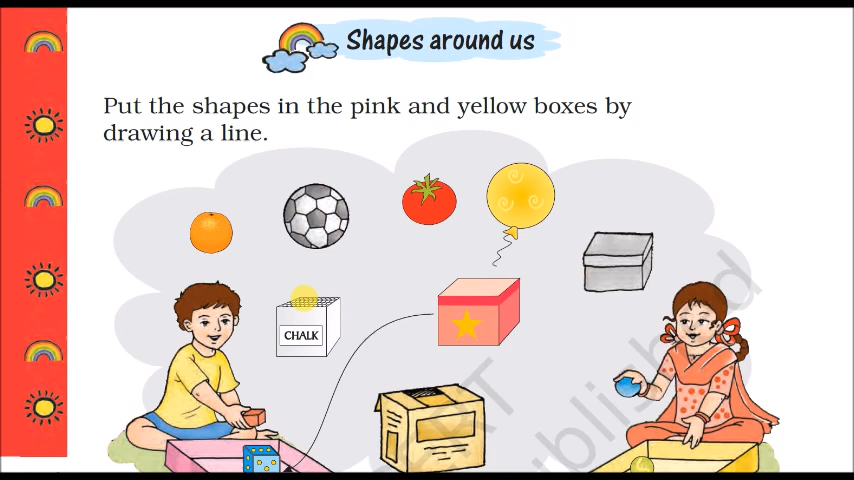 Shapes around us
Put the shapes in the pink and yellow boxes by
drawing a line.
CHALK